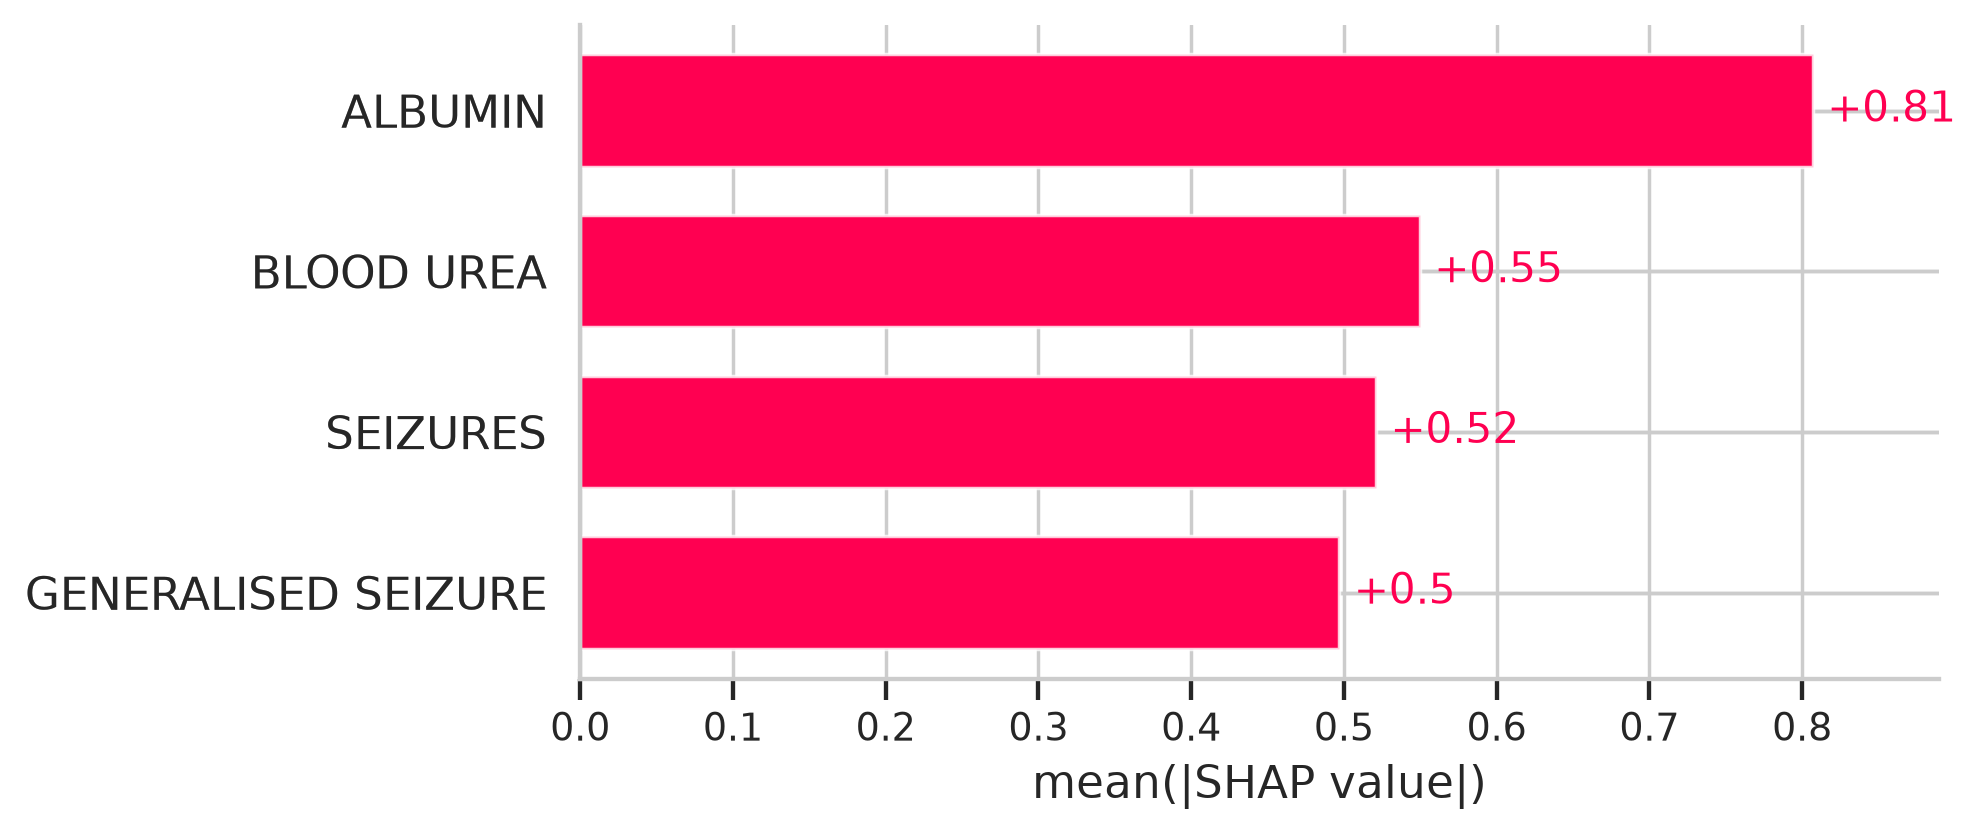 ALBUMIN
+0.81
BLOOD UREA
+0.55
SEIZURES
+0.52
GENERALISED SEIZURE
+0.5
0.0 0.1 0.2 0.3 0.4 0.5 0.6 0.7 0.8
mean(|SHAP value|)